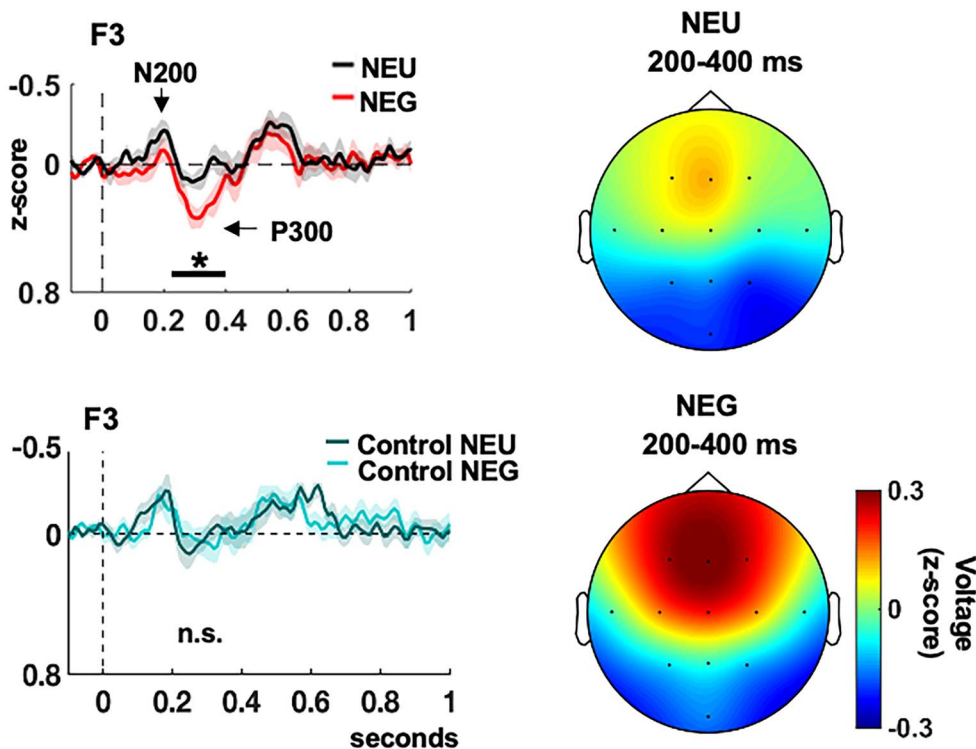 F3
N200
NEU
NEG
P300
*
z-score
-0.5
0
0.8
0 0.2 0.4 0.6 0.8 1
NEU
200-400 ms
F3
Control NEU
Control NEG
n.s.
-0.5
0
0.8
0 0.2 0.4 0.6 0.8 1
seconds
NEG
200-400 ms
0.3
0
-0.3
Voltage
(z-score)